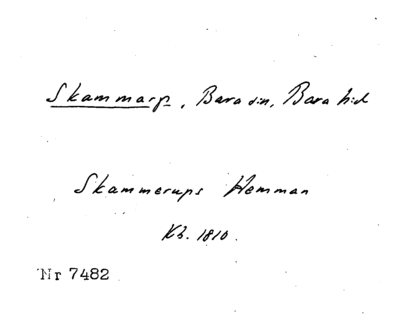 Skammarp, Bara sn, Bara hd
Skammerups Hemman
Kb. 1810.
Nr 7482